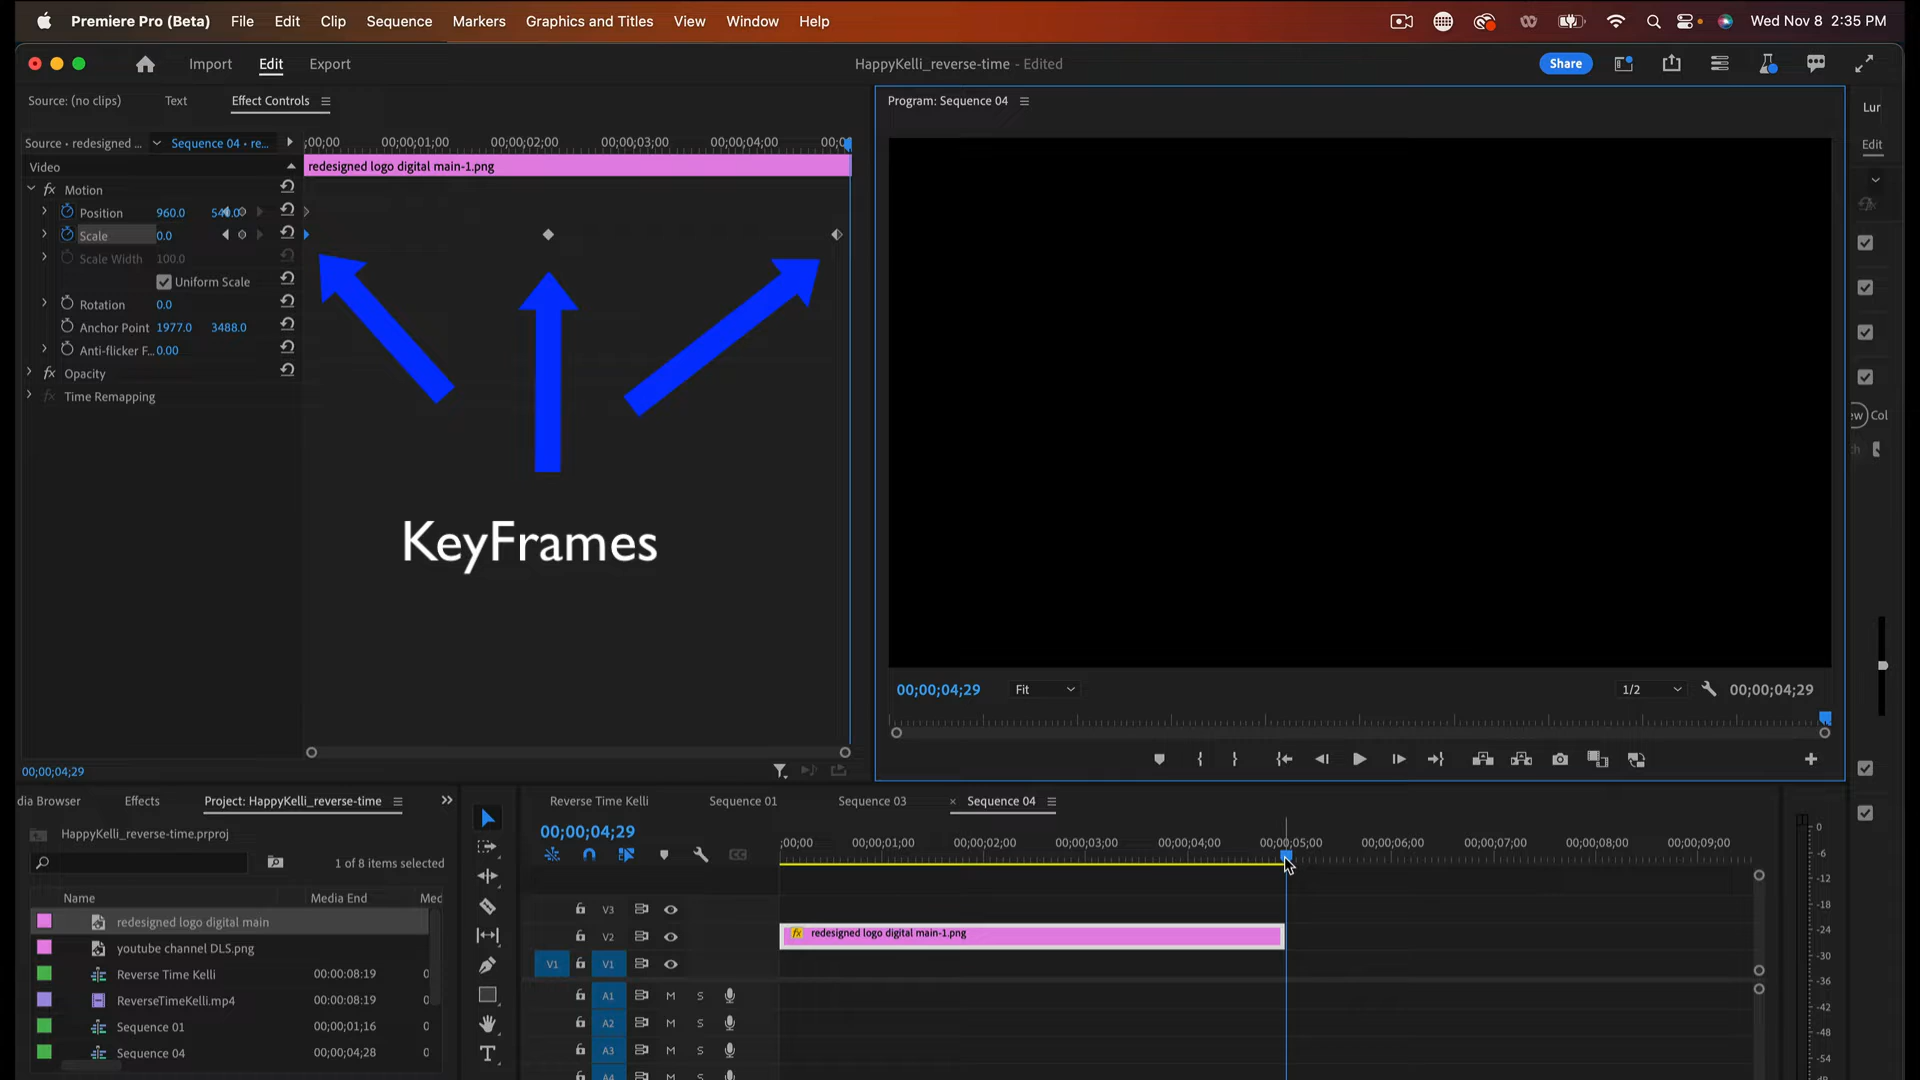 Premiere Pro (Beta) File Edit Clip Sequence Markers Graphics and Titles View Window Help Wed Nov 8 2:35 PM
Import Edit Export HappyKelli_reverse-time - Edited Share
Source: (no clips) Text Effect Controls
Program: Sequence 04
Lur
Source • redesigned ... Sequence 04 • re...
;00;00 00;00;01;00 00;00;02;00 00;00;03;00 00;00;04;00 00;0
Edit
Video
redesigned logo digital main-1.png
fx Motion
Position 960.0
Scale 0.0
Scale Width 100.0
Uniform Scale
Rotation 0.0
Anchor Point 1977.0 3488.0
Anti-flicker F... 0.00
fx Opacity
fx Time Remapping
KeyFrames
ew Col
th
00;00;04;29 Fit 1/2 00;00;04;29
00;00;04;29
dia Browser Effects Project: HappyKelli_reverse-time
HappyKelli_reverse-time.prproj
1 of 8 items selected
Name Media End Med
redesigned logo digital main
youtube channel DLS.png
Reverse Time Kelli 00:00:08:19 0
ReverseTimeKelli.mp4 00:00:08:19 0
Sequence 01 00;00;01;16 0
Sequence 04 00;00;04;28 0
T
Reverse Time Kelli Sequence 01 Sequence 03 × Sequence 04
00;00;04;29
;00;00 00;00;01;00 00;00;02;00 00;00;03;00 00;00;04;00 00;00;05;00 00;00;06;00 00;00;07;00 00;00;08;00 00;00;09;00
CC
V3
V2 fx redesigned logo digital main-1.png
V1 V1
A1 M S
A2 M S
A3 M S
A4 M S
0
-6
-12
-18
-24
-30
-36
-42
-48
-54